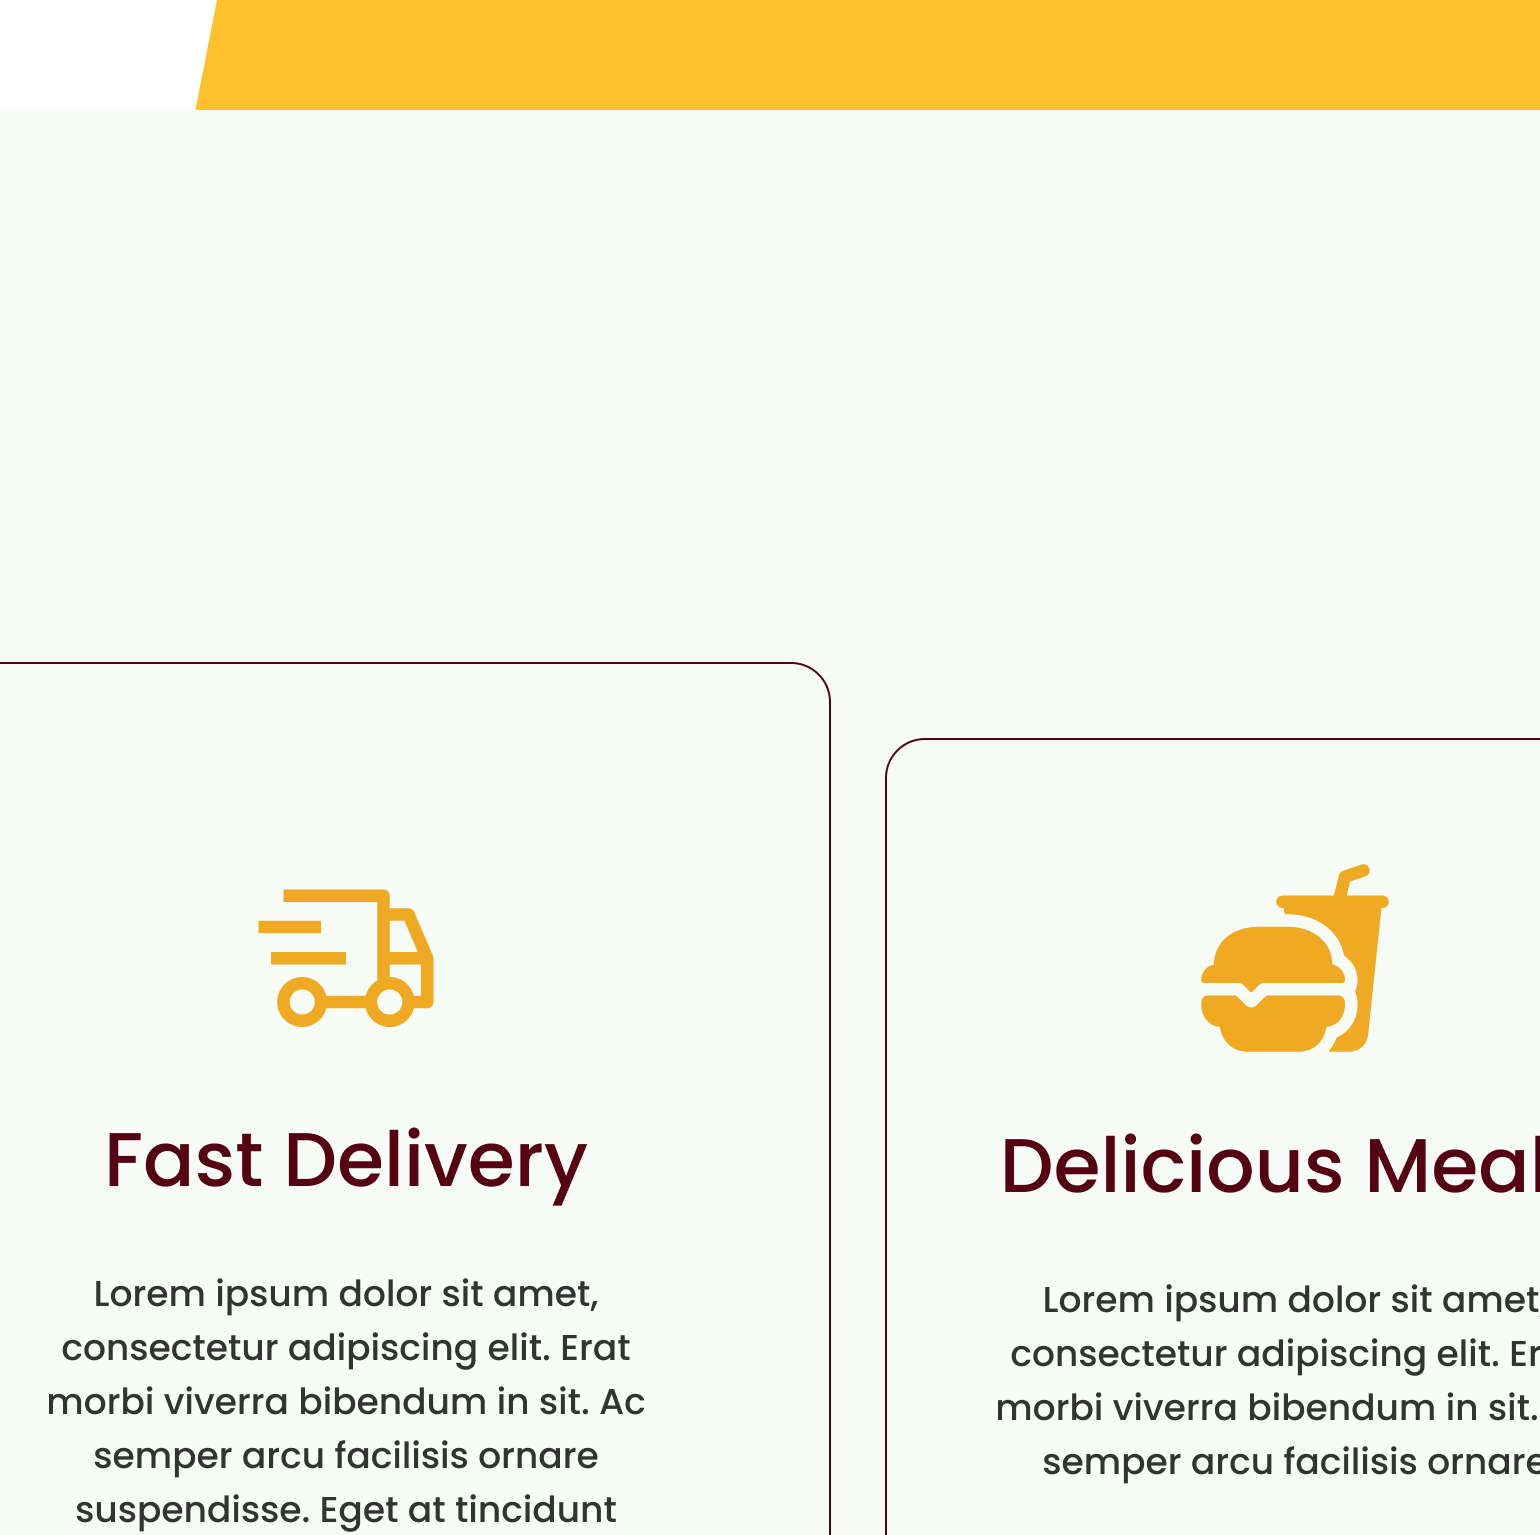 Fast Delivery
Lorem ipsum dolor sit amet,
consectetur adipiscing elit. Erat
morbi viverra bibendum in sit. Ac
semper arcu facilisis ornare
suspendisse. Eget at tincidunt
Delicious Meal
Lorem ipsum dolor sit amet,
consectetur adipiscing elit. Er
morbi viverra bibendum in sit.
semper arcu facilisis ornare